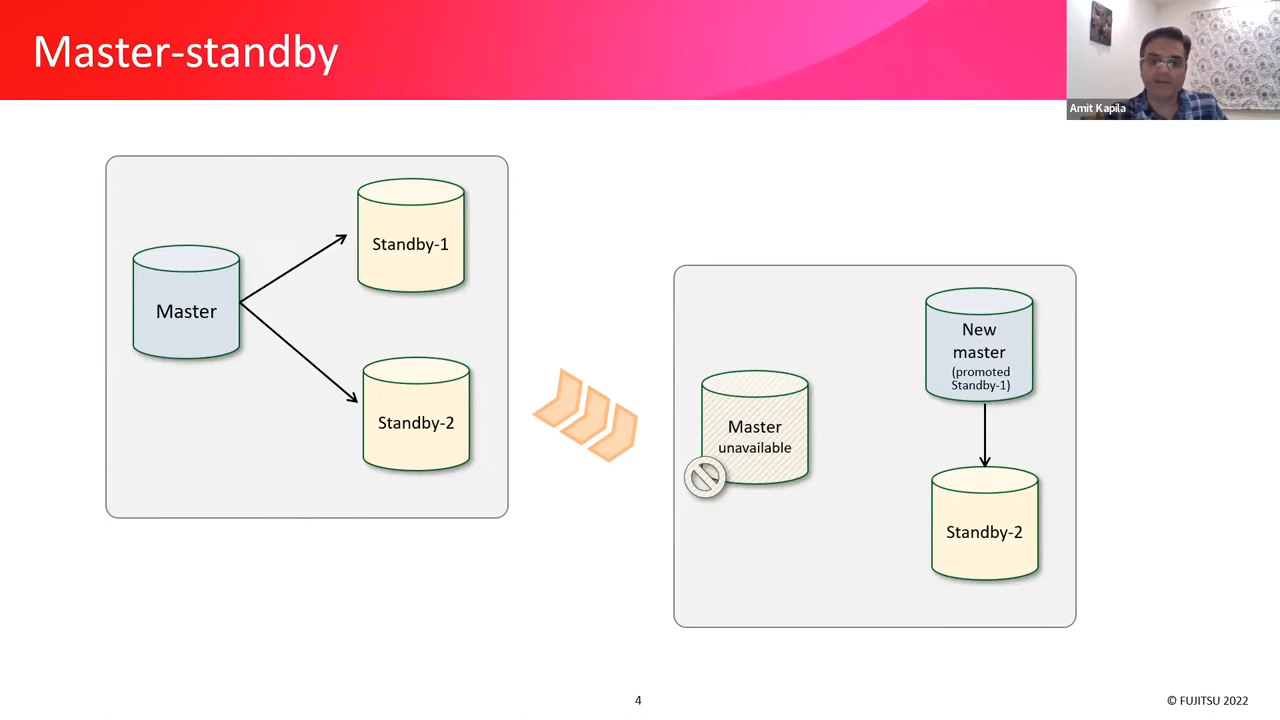 Master-standby
Amit Kapila
Standby-1
Master
Standby-2
New
master
(promoted
Standby-1)
Master
unavailable
Standby-2
4
© FUJITSU 2022